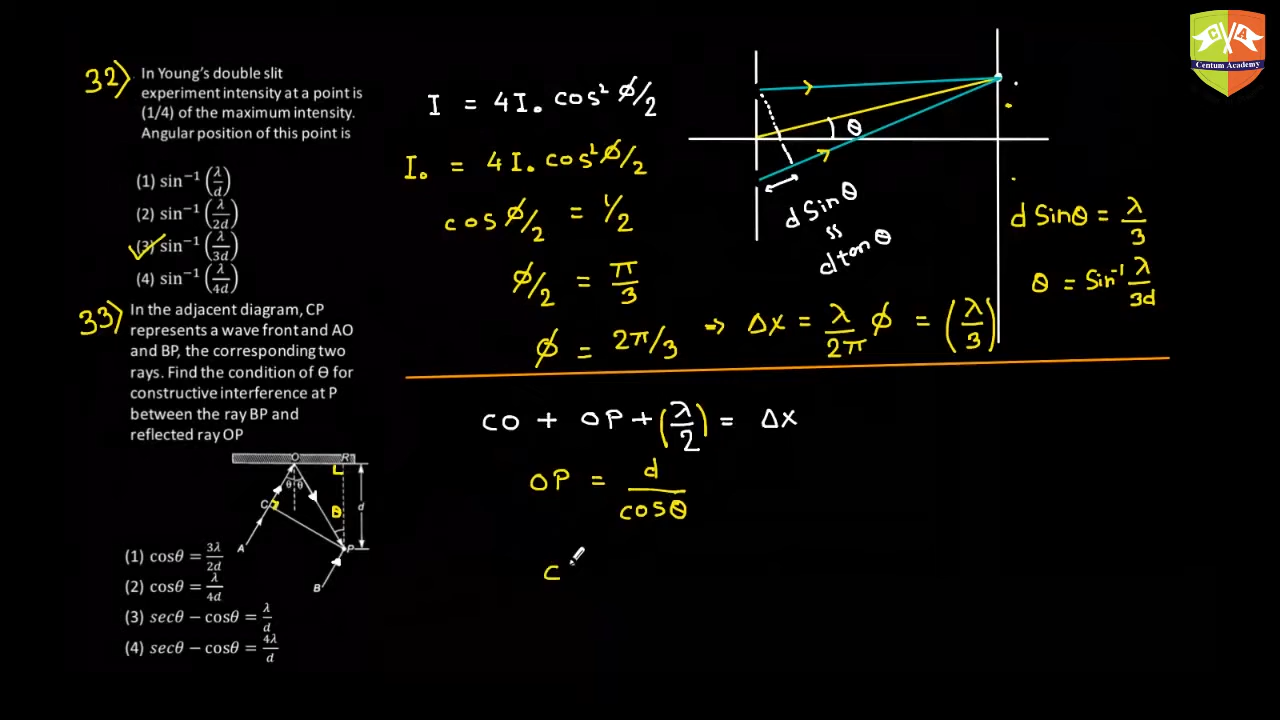 C A
Centum Academy
32)
In Young's double slit
experiment intensity at a point is
(1/4) of the maximum intensity.
Angular position of this point is
(1) sin⁻¹ (λ/d)
(2) sin⁻¹ (λ/2d)
(3) sin⁻¹ (λ/3d)
(4) sin⁻¹ (λ/4d)
33)
In the adjacent diagram, CP
represents a wave front and AO
and BP, the corresponding two
rays. Find the condition of Ɵ for
constructive interference at P
between the ray BP and
reflected ray OP
O R
θ θ
C θ d
A P
B
(1) cosθ = 3λ/2d
(2) cosθ = λ/4d
(3) secθ − cosθ = λ/d
(4) secθ − cosθ = 4λ/d
I = 4I₀ cos² ϕ/2
I₀ = 4I₀ cos² ϕ/2
cos ϕ/2 = 1/2
ϕ/2 = π/3
ϕ = 2π/3 → Δx = λ/2π ϕ = (λ/3)
θ
d Sinθ
=
d tan θ
d Sinθ = λ/3
θ = Sin⁻¹ λ/3d
CO + OP + (λ/2) = Δx
OP = d/cosθ
C